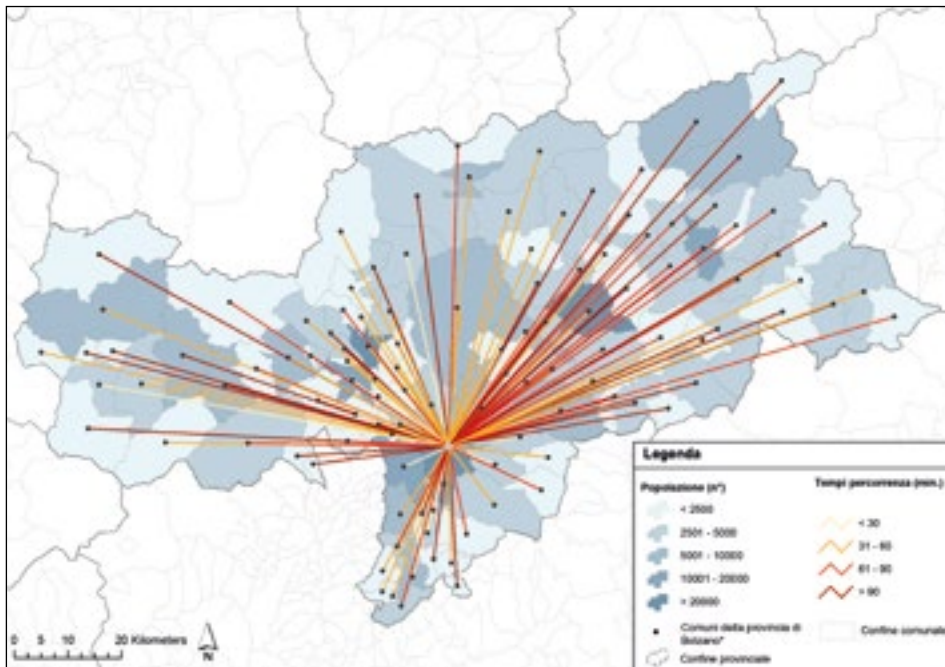 Legenda
Popolazione (n°)
< 2500
2501 - 5000
5001 - 10000
10001 - 20000
> 20000
Comuni della provincia di
Bolzano*
Confine provinciale
Tempi percorrenza (min.)
< 30
31 - 60
61 - 90
> 90
Confine comunale
0 5 10 20 Kilometers
N